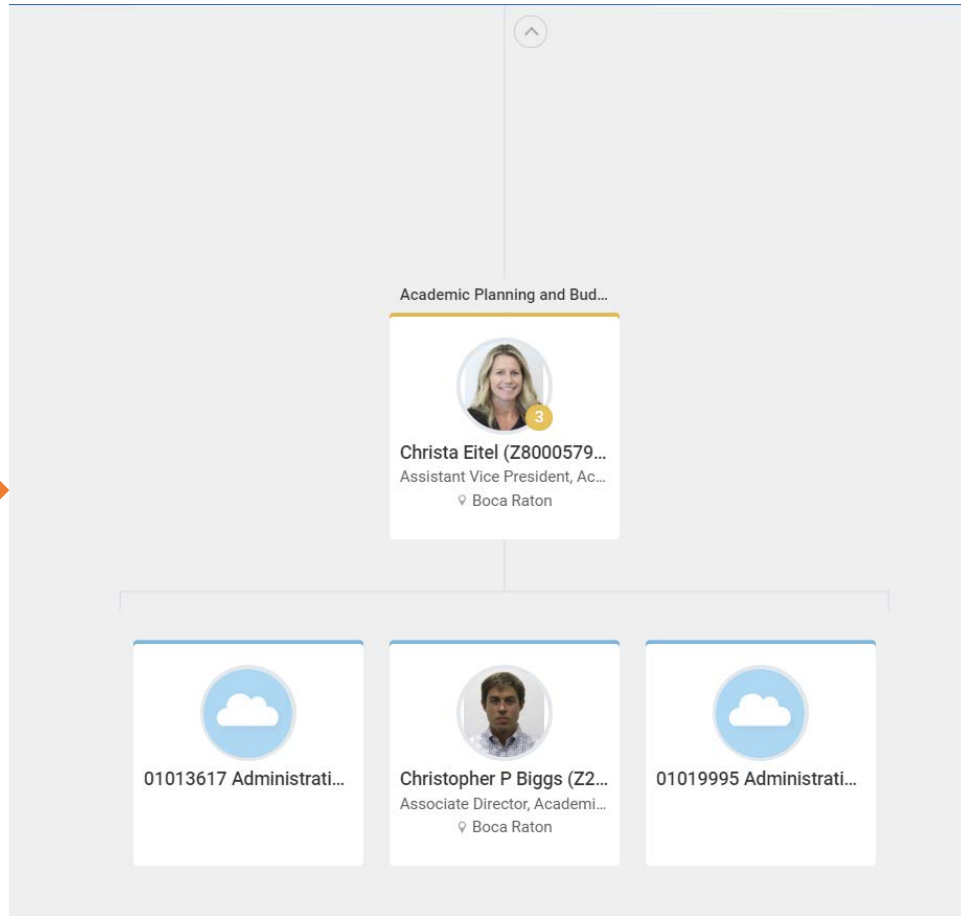 Academic Planning and Bud...
3
Christa Eitel (Z8000579...
Assistant Vice President, Ac...
Boca Raton
01013617 Administrati...
Christopher P Biggs (Z2...
Associate Director, Academi...
Boca Raton
01019995 Administrati...